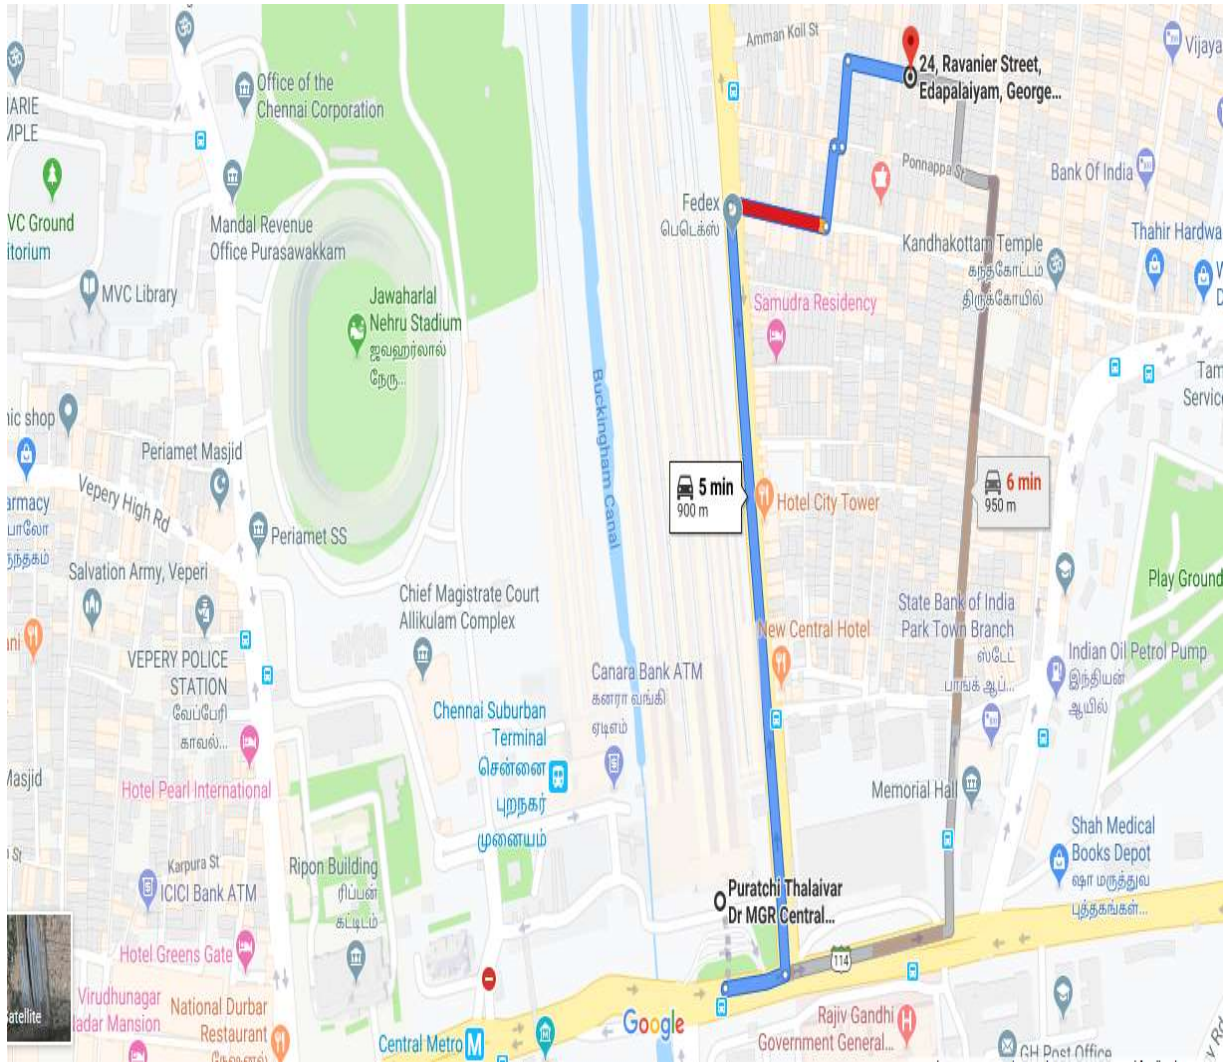 Amman Koil St
24, Ravanier Street,
Edapalaiyam, George...
Vijaya
Office of the
Chennai Corporation
Ponnappa St
Bank Of India
VC Ground
itorium
Mandal Revenue
Office Purasawakkam
Fedex
பெடெக்ஸ்
Kandhakottam Temple
கந்தகோட்டம்
திருக்கோயில்
Thahir Hardwa
MVC Library
Jawaharlal
Nehru Stadium
ஜவஹர்லால்
நேரு...
Samudra Residency
Tam
Service
nic shop
Buckingham Canal
Periamet Masjid
Vepery High Rd
armacy
5 min
900 m
Hotel City Tower
6 min
950 m
Periamet SS
Salvation Army, Veperi
Chief Magistrate Court
Allikulam Complex
Play Ground
State Bank of India
Park Town Branch
ஸ்டேட்
பாங்க் ஆப்...
New Central Hotel
Indian Oil Petrol Pump
இந்தியன்
ஆயில்
VEPERY POLICE
STATION
வேப்பேரி
காவல்...
Canara Bank ATM
கனரா வங்கி
ஏடிஎம்
Chennai Suburban
Terminal
சென்னை
புறநகர்
முனையம்
Masjid
Hotel Pearl International
Memorial Hall
Shah Medical
Books Depot
ஷா மருத்துவ
புத்தகங்கள்...
Karpura St
ICICI Bank ATM
Ripon Building
ரிப்பன்
கட்டிடம்
Puratchi Thalaivar
Dr MGR Central...
Hotel Greens Gate
114
Satellite
Virudhunagar
Nadar Mansion
National Durbar
Restaurant
நேஷனல்
Google
Central Metro
Rajiv Gandhi
Government General...
GH Post Office